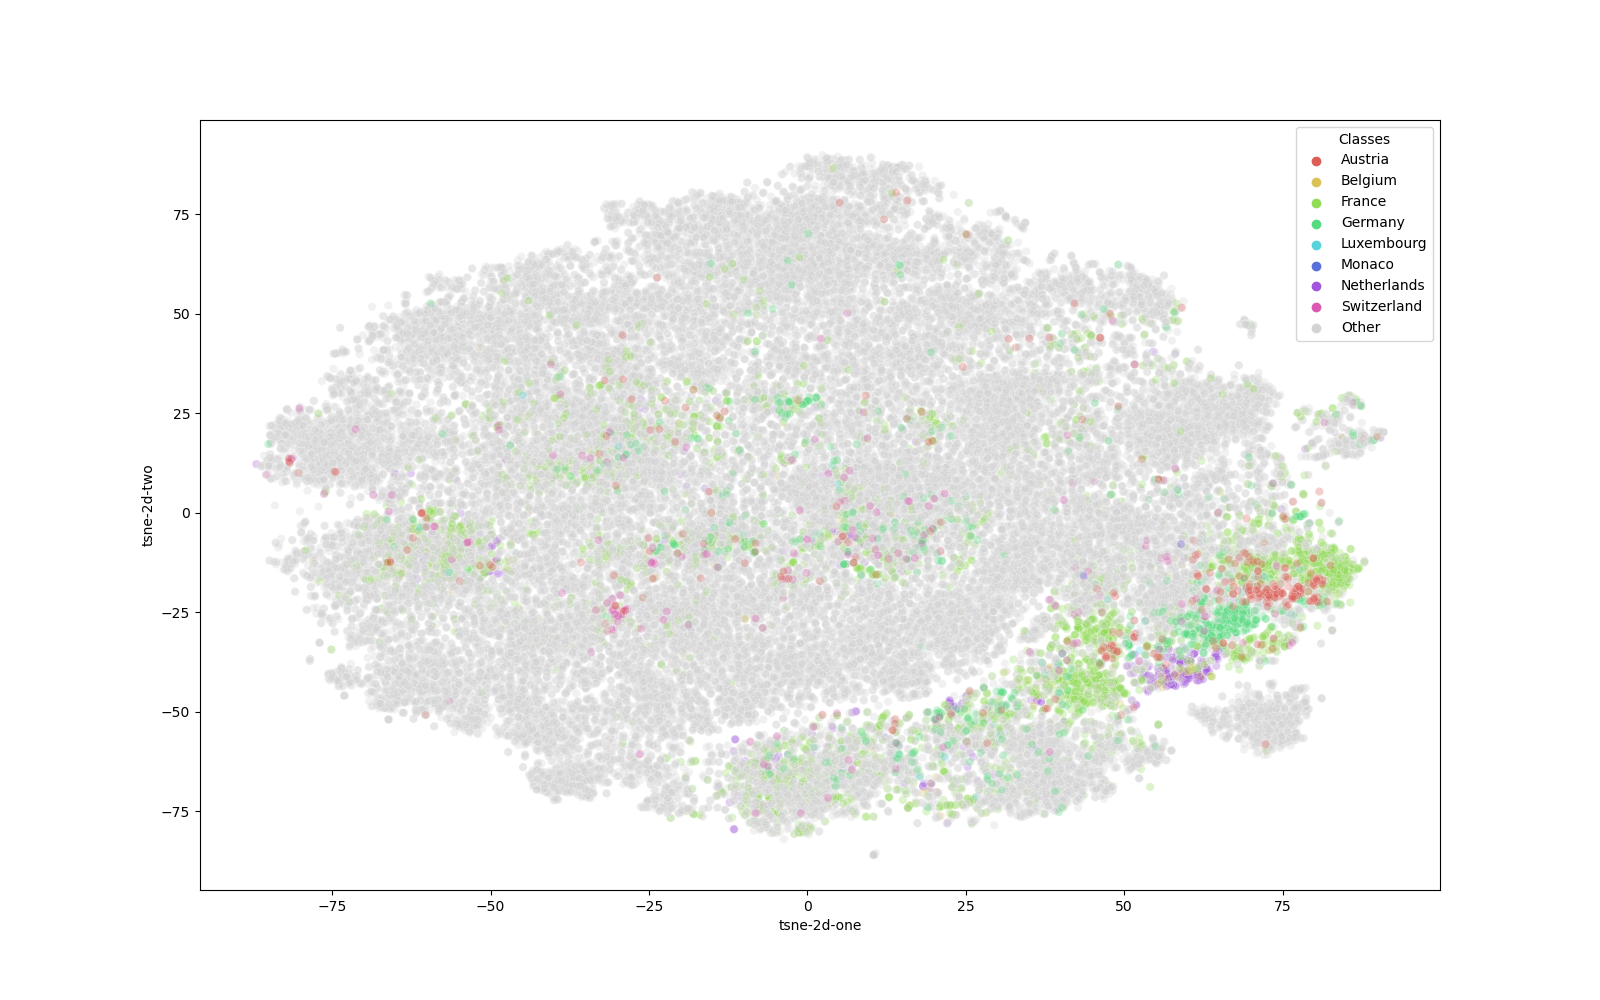 Classes
Austria
Belgium
France
Germany
Luxembourg
Monaco
Netherlands
Switzerland
Other
75
50
25
0
−25
−50
−75
tsne-2d-two
−75
−50
−25
0
25
50
75
tsne-2d-one